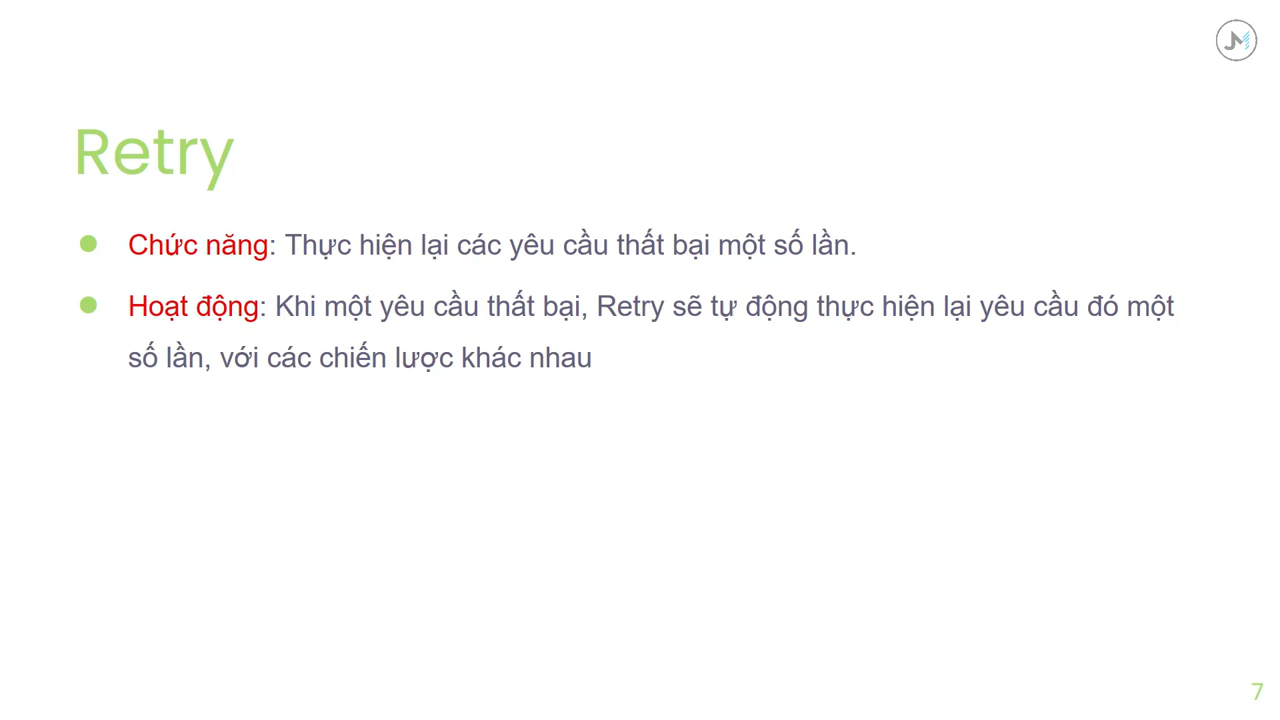 Retry
Chức năng: Thực hiện lại các yêu cầu thất bại một số lần.
Hoạt động: Khi một yêu cầu thất bại, Retry sẽ tự động thực hiện lại yêu cầu đó một
số lần, với các chiến lược khác nhau
7